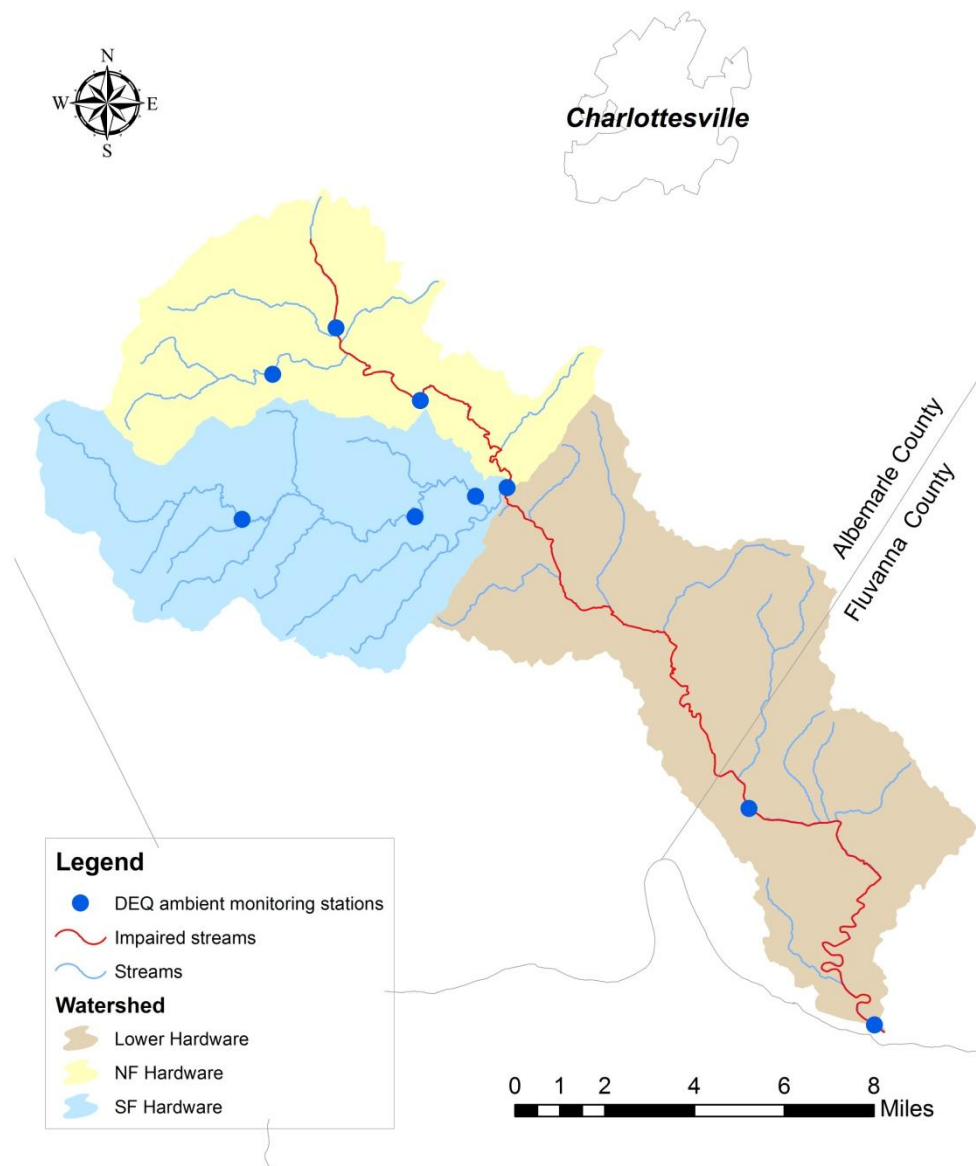 N
W E
S
Charlottesville
Albemarle County
Fluvanna County
Legend
DEQ ambient monitoring stations
Impaired streams
Streams
Watershed
Lower Hardware
NF Hardware
SF Hardware
0 1 2 4 6 8
Miles